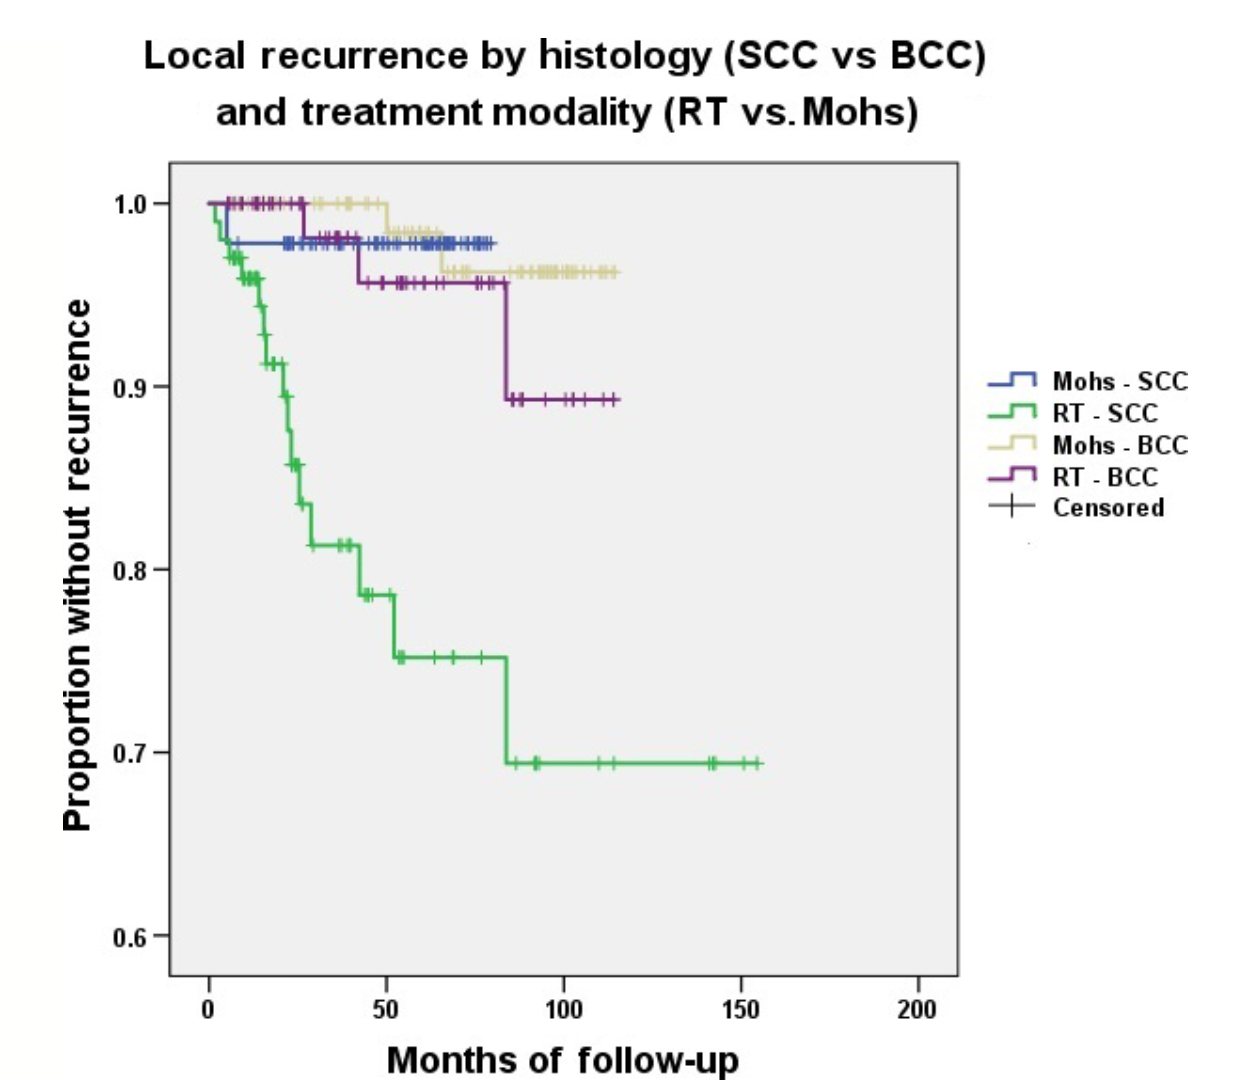 Local recurrence by histology (SCC vs BCC)
and treatment modality (RT vs. Mohs)
Proportion without recurrence
1.0
0.9
0.8
0.7
0.6
0
50
100
150
200
Months of follow-up
Mohs - SCC
RT - SCC
Mohs - BCC
RT - BCC
Censored